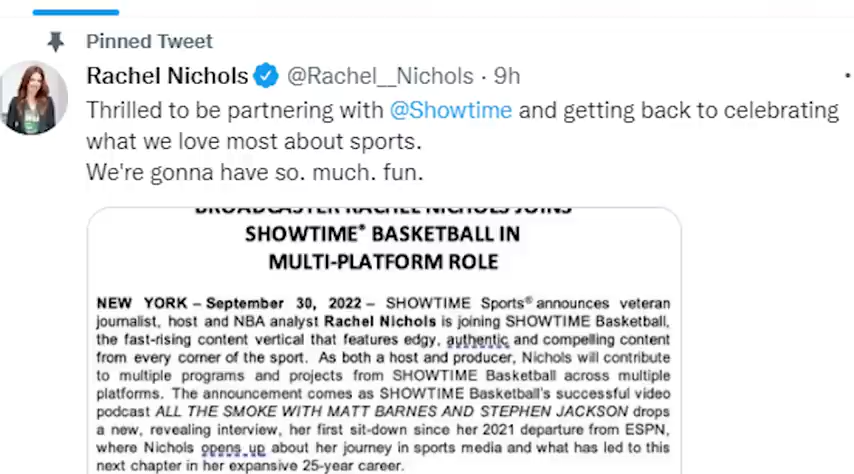 Pinned Tweet
Rachel Nichols @Rachel__Nichols · 9h
Thrilled to be partnering with @Showtime and getting back to celebrating
what we love most about sports.
We're gonna have so. much. fun.
BROADCASTER RACHEL NICHOLS JOINS
SHOWTIME® BASKETBALL IN
MULTI-PLATFORM ROLE
NEW YORK – September 30, 2022 – SHOWTIME Sports® announces veteran
journalist, host and NBA analyst Rachel Nichols is joining SHOWTIME Basketball,
the fast-rising content vertical that features edgy, authentic and compelling content
from every corner of the sport. As both a host and producer, Nichols will contribute
to multiple programs and projects from SHOWTIME Basketball across multiple
platforms. The announcement comes as SHOWTIME Basketball's successful video
podcast ALL THE SMOKE WITH MATT BARNES AND STEPHEN JACKSON drops
a new, revealing interview, her first sit-down since her 2021 departure from ESPN,
where Nichols opens up about her journey in sports media and what has led to this
next chapter in her expansive 25-year career.